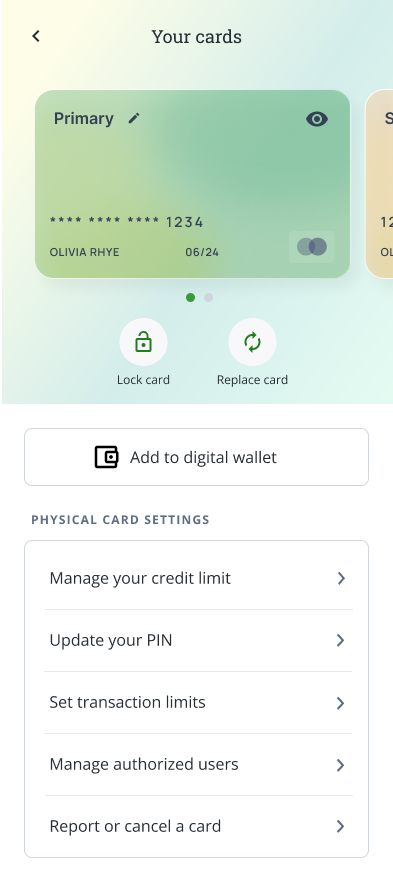 Your cards
Primary
S
**** **** **** 1234
12
OLIVIA RHYE 06/24
OL
Lock card
Replace card
Add to digital wallet
PHYSICAL CARD SETTINGS
Manage your credit limit
Update your PIN
Set transaction limits
Manage authorized users
Report or cancel a card